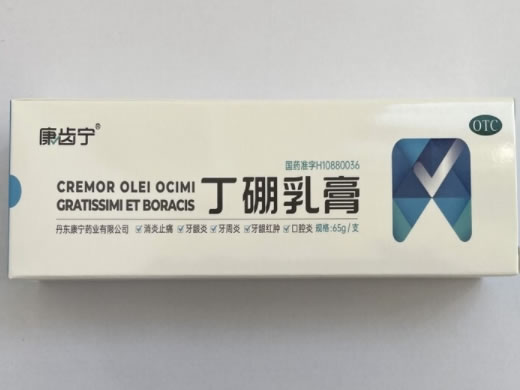 康齿宁®
OTC
国药准字H10880036
CREMOR OLEI OCIMI
GRATISSIMI ET BORACIS
丁硼乳膏
丹东康宁药业有限公司 ☑消炎止痛 ☑牙龈炎 ☑牙周炎 ☑牙龈红肿 ☑口腔炎 规格:65g/支